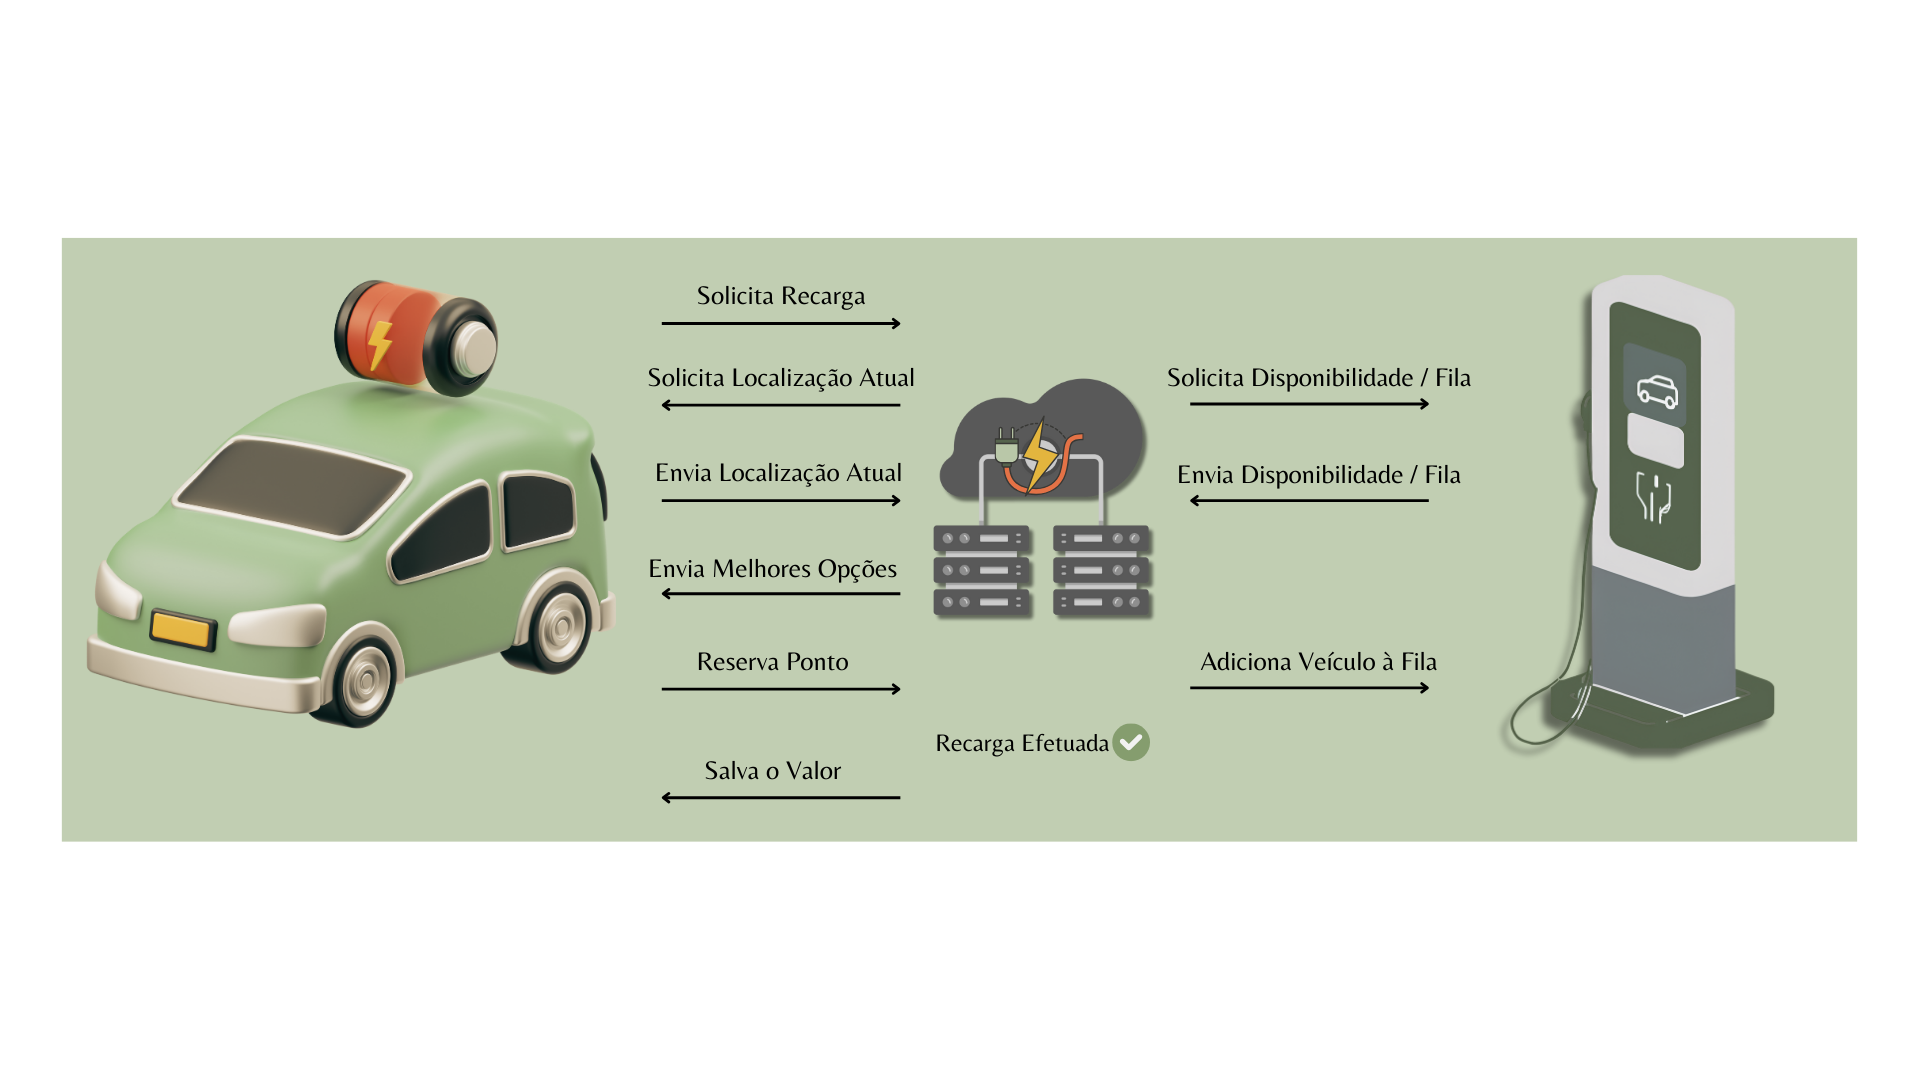 Solicita Recarga
Solicita Localização Atual
Solicita Disponibilidade / Fila
Envia Localização Atual
Envia Disponibilidade / Fila
Envia Melhores Opções
Reserva Ponto
Adiciona Veículo à Fila
Recarga Efetuada
Salva o Valor